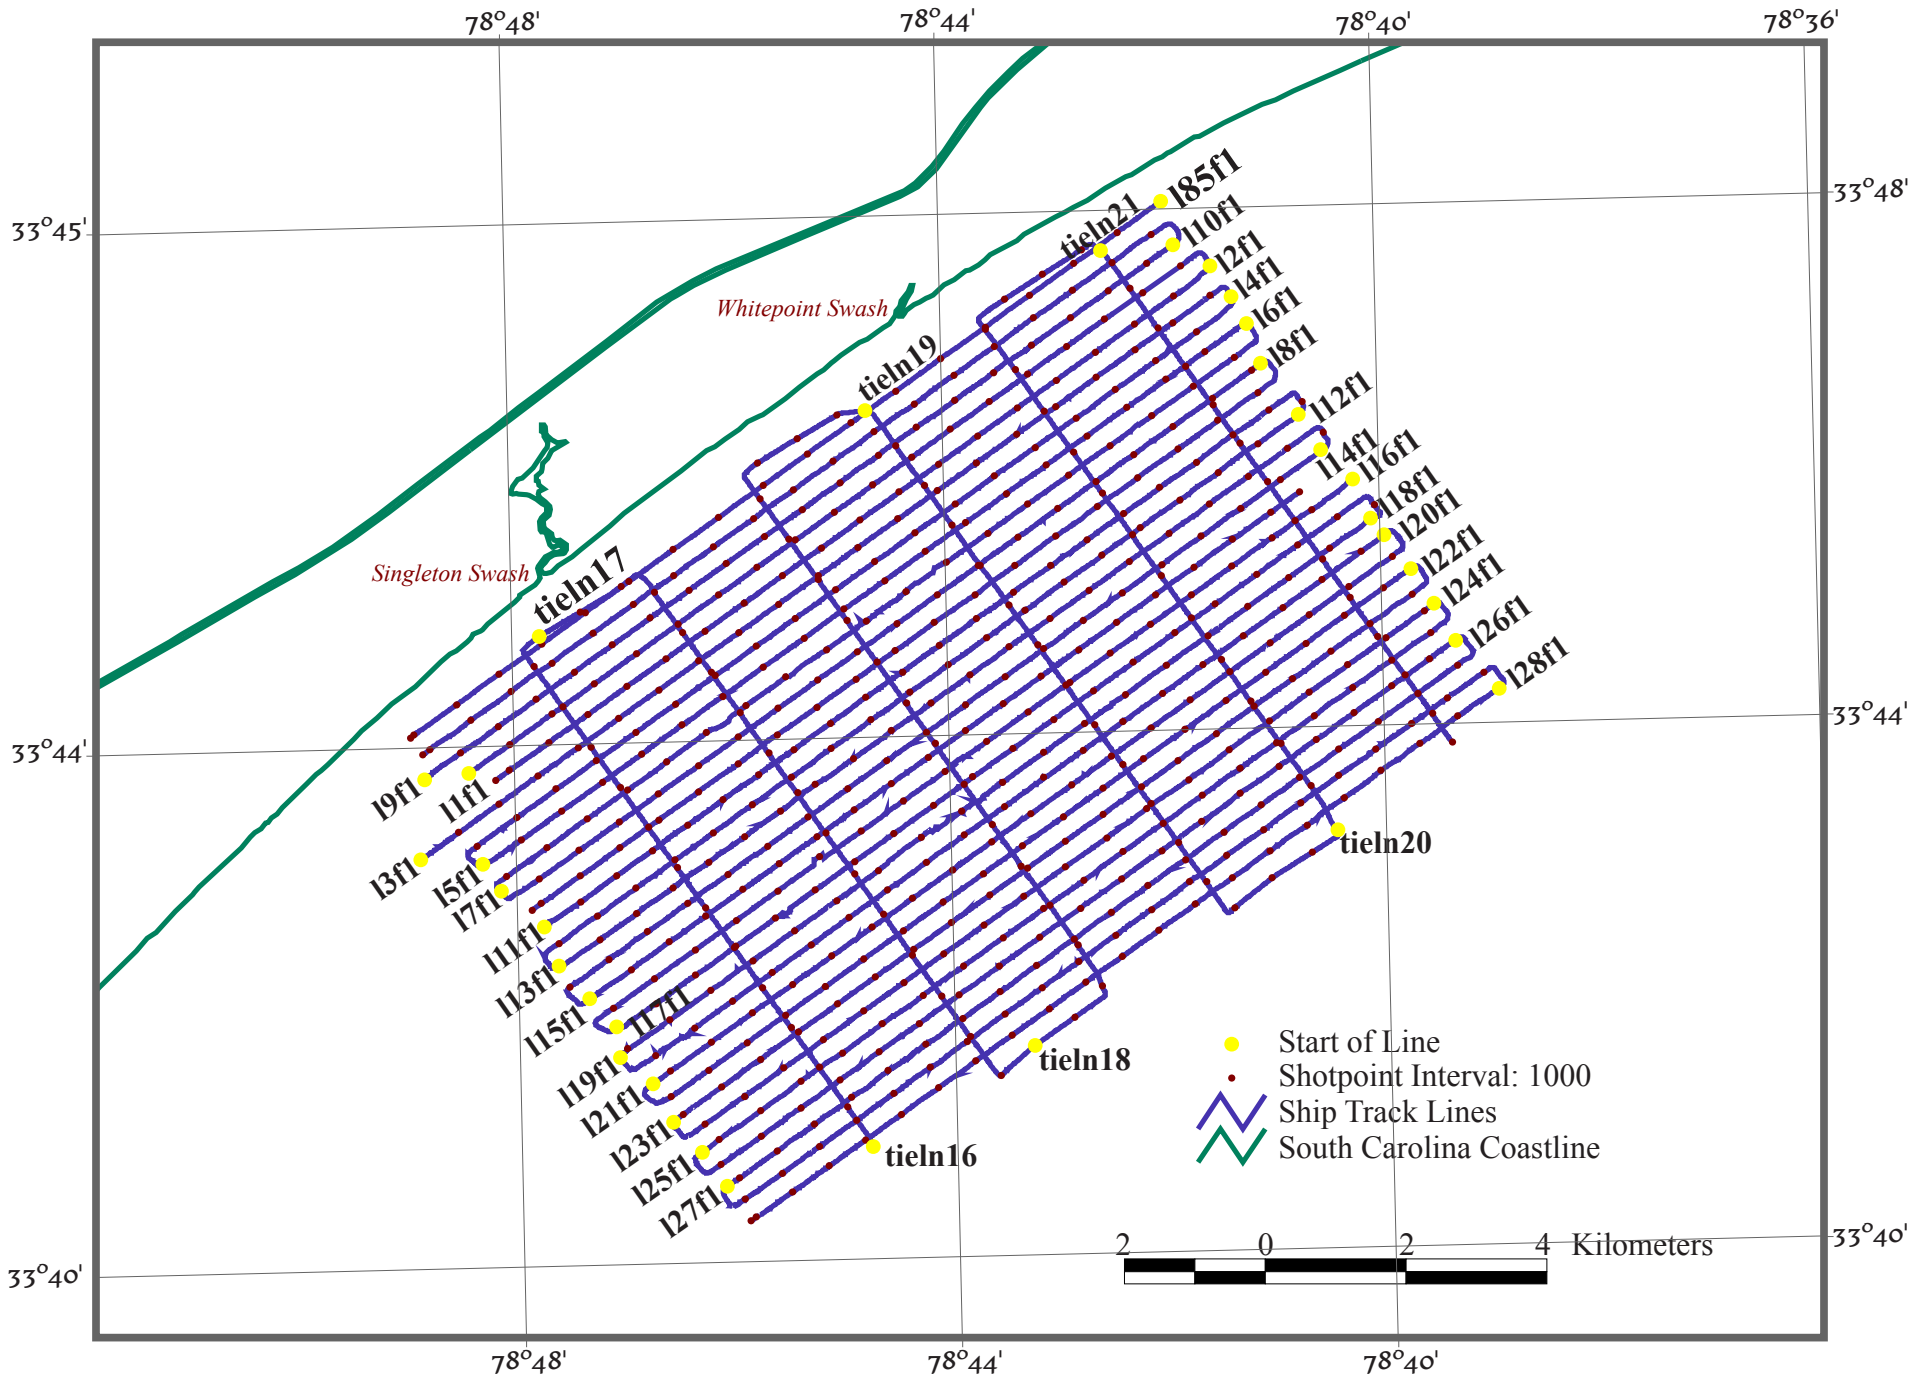 78°48'
78°44'
78°40'
78°36'
33°45'
33°48'
l85f1
tieln21
l10f1
l2f1
l4f1
Whitepoint Swash
l6f1
tieln19
l8f1
l12f1
l14f1
l16f1
l18f1
l20f1
Singleton Swash
tieln17
l22f1
l24f1
l26f1
l28f1
33°44'
33°44'
l9f1
l1f1
l3f1
l5f1
l7f1
tieln20
l11f1
l13f1
l15f1
l17f1
l19f1
l21f1
l23f1
l25f1
l27f1
tieln18
tieln16
Start of Line
Shotpoint Interval: 1000
Ship Track Lines
South Carolina Coastline
2 0 2 4 Kilometers
33°40'
33°40'
78°48'
78°44'
78°40'